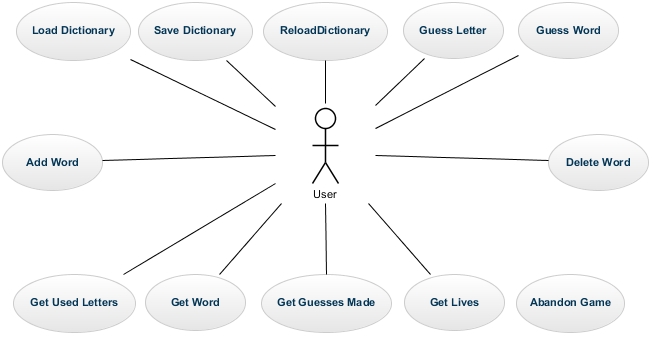 Load Dictionary
Save Dictionary
ReloadDictionary
Guess Letter
Guess Word
Add Word
Delete Word
User
Get Used Letters
Get Word
Get Guesses Made
Get Lives
Abandon Game